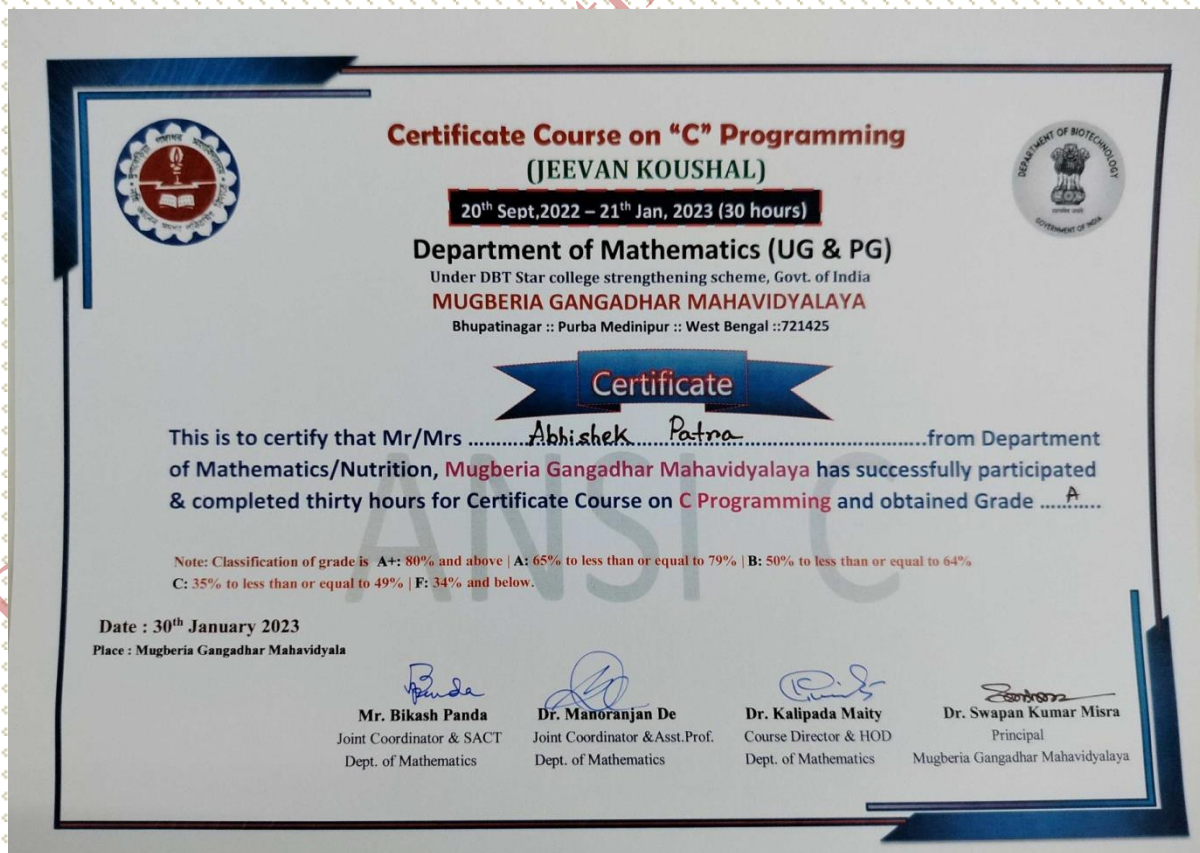 Certificate Course on “C” Programming
(JEEVAN KOUSHAL)
20th Sept,2022 – 21th Jan, 2023 (30 hours)
DEPARTMENT OF BIOTECHNOLOGY
GOVERNMENT OF INDIA
Department of Mathematics (UG & PG)
Under DBT Star college strengthening scheme, Govt. of India
MUGBERIA GANGADHAR MAHAVIDYALAYA
Bhupatinagar :: Purba Medinipur :: West Bengal ::721425
Certificate
This is to certify that Mr/Mrs ..........Abhishek Patra..............................from Department
of Mathematics/Nutrition, Mugberia Gangadhar Mahavidyalaya has successfully participated
& completed thirty hours for Certificate Course on C Programming and obtained Grade .....A.....
ANSI C
Note: Classification of grade is A+: 80% and above | A: 65% to less than or equal to 79% | B: 50% to less than or equal to 64%
C: 35% to less than or equal to 49% | F: 34% and below.
Date : 30th January 2023
Place : Mugberia Gangadhar Mahavidyala
Mr. Bikash Panda
Joint Coordinator & SACT
Dept. of Mathematics
Dr. Manoranjan De
Joint Coordinator &Asst.Prof.
Dept. of Mathematics
Dr. Kalipada Maity
Course Director & HOD
Dept. of Mathematics
Dr. Swapan Kumar Misra
Principal
Mugberia Gangadhar Mahavidyalaya